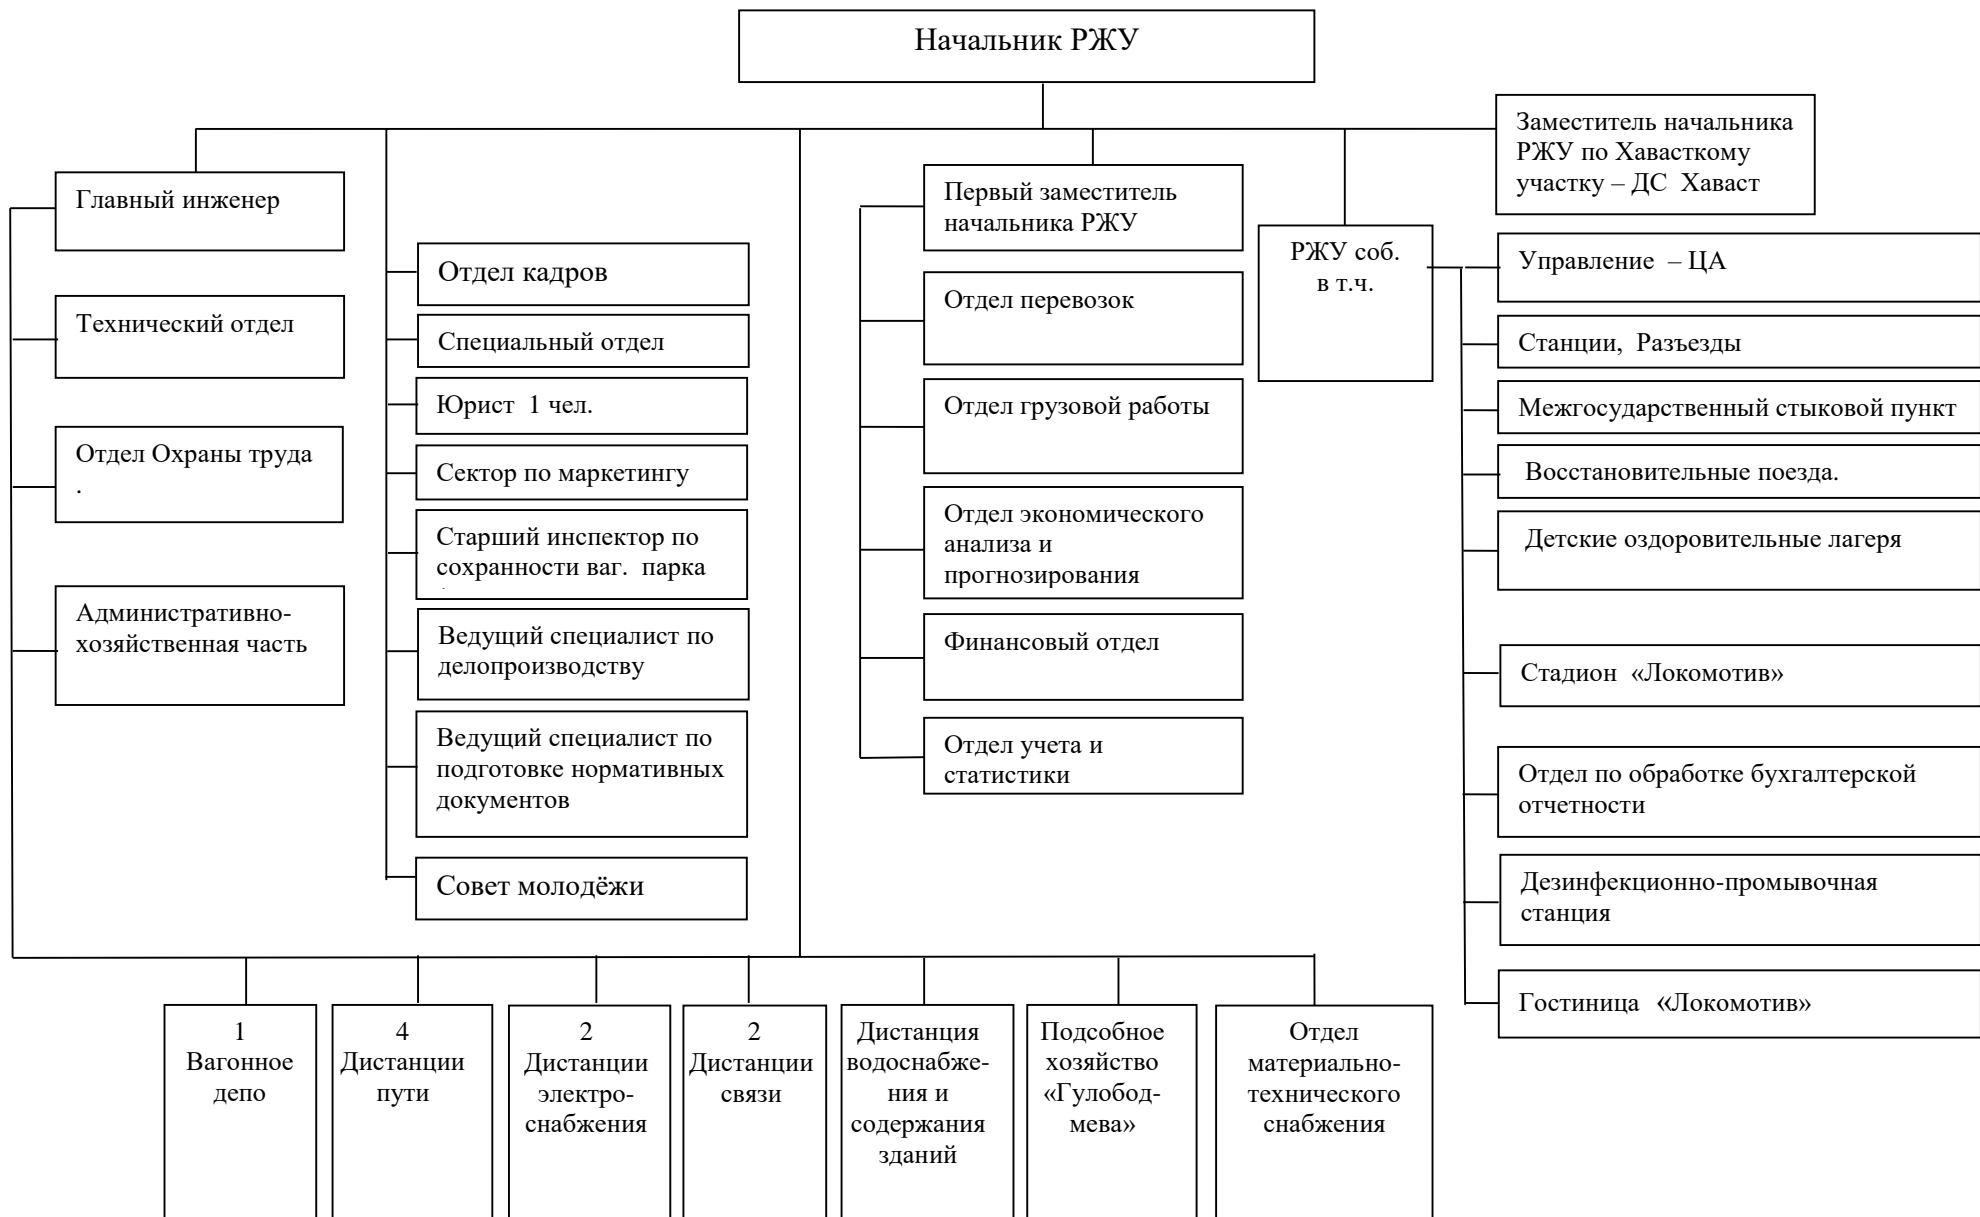 Начальник РЖУ
Заместитель начальника
РЖУ по Хавасткому
участку – ДС Хаваст
Главный инженер
Технический отдел
Отдел Охраны труда
.
Административно-
хозяйственная часть
Отдел кадров
Специальный отдел
Юрист 1 чел.
Сектор по маркетингу
Старший инспектор по
сохранности ваг. парка
Ведущий специалист по
делопроизводству
Ведущий специалист по
подготовке нормативных
документов
Совет молодёжи
Первый заместитель
начальника РЖУ
Отдел перевозок
Отдел грузовой работы
Отдел экономического
анализа и
прогнозирования
Финансовый отдел
Отдел учета и
статистики
РЖУ соб.
в т.ч.
Управление – ЦА
Станции, Разъезды
Межгосударственный стыковой пункт
Восстановительные поезда.
Детские оздоровительные лагеря
Стадион «Локомотив»
Отдел по обработке бухгалтерской
отчетности
Дезинфекционно-промывочная
станция
Гостиница «Локомотив»
1
Вагонное
депо
4
Дистанции
пути
2
Дистанции
электро-
снабжения
2
Дистанции
связи
Дистанция
водоснабже-
ния и
содержания
зданий
Подсобное
хозяйство
«Гулобод-
мева»
Отдел
материально-
технического
снабжения